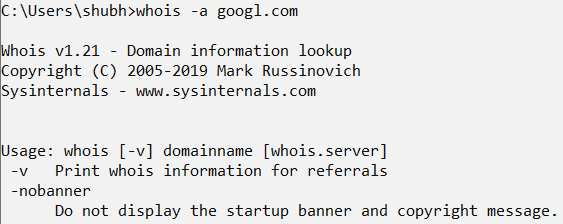 C:\Users\shubh>whois -a googl.com
Whois v1.21 - Domain information lookup
Copyright (C) 2005-2019 Mark Russinovich
Sysinternals - www.sysinternals.com
Usage: whois [-v] domainname [whois.server]
-v   Print whois information for referrals
-nobanner
Do not display the startup banner and copyright message.